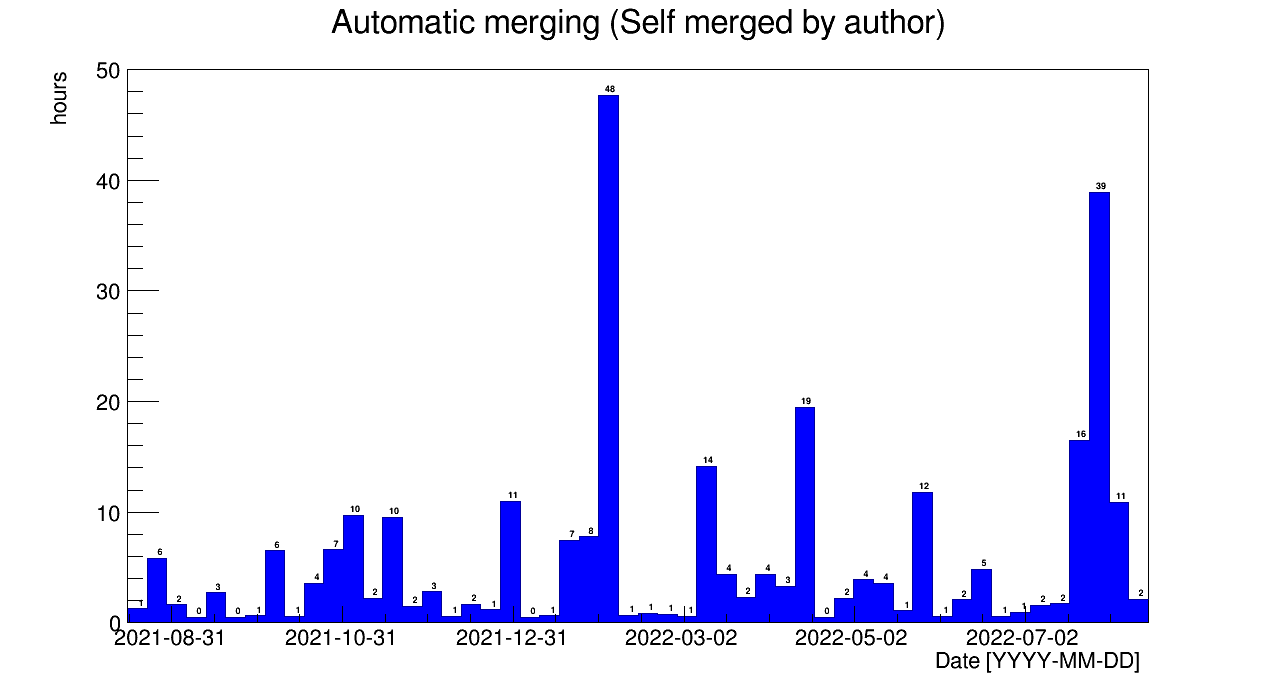 Automatic merging (Self merged by author)
hours
50
40
30
20
10
0
1 6 2 0 3 0 1 6 1 4 7 10 2 10 2 3 1 2 1 11 0 1 7 8 48 1 1 1 1 14 4 2 4 3 19 0 2 4 4 1 12 1 2 5 1 1 2 2 16 39 11 2
2021-08-31 2021-10-31 2021-12-31 2022-03-02 2022-05-02 2022-07-02
Date [YYYY-MM-DD]